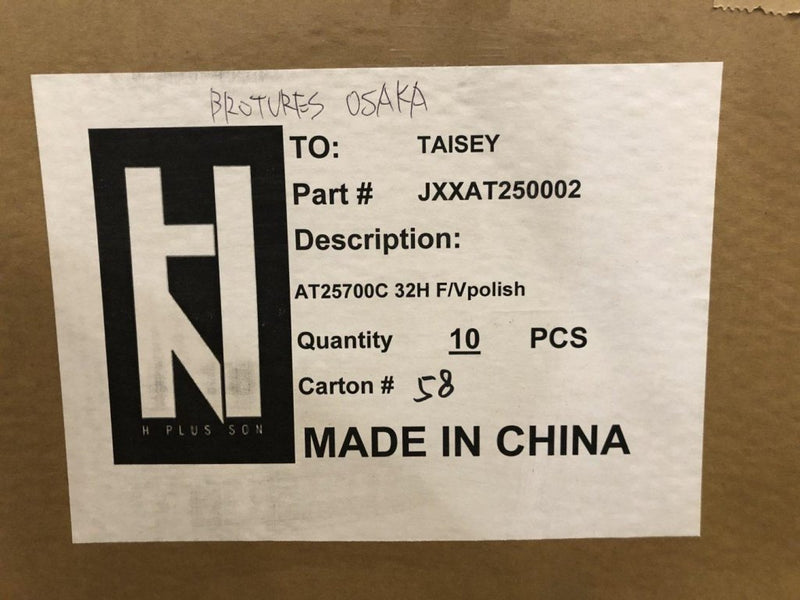 BROTURES OSAKA
TO: TAISEY
Part # JXXAT250002
Description:
AT25700C 32H F/Vpolish
Quantity 10 PCS
Carton # 58
MADE IN CHINA
H PLUS SON